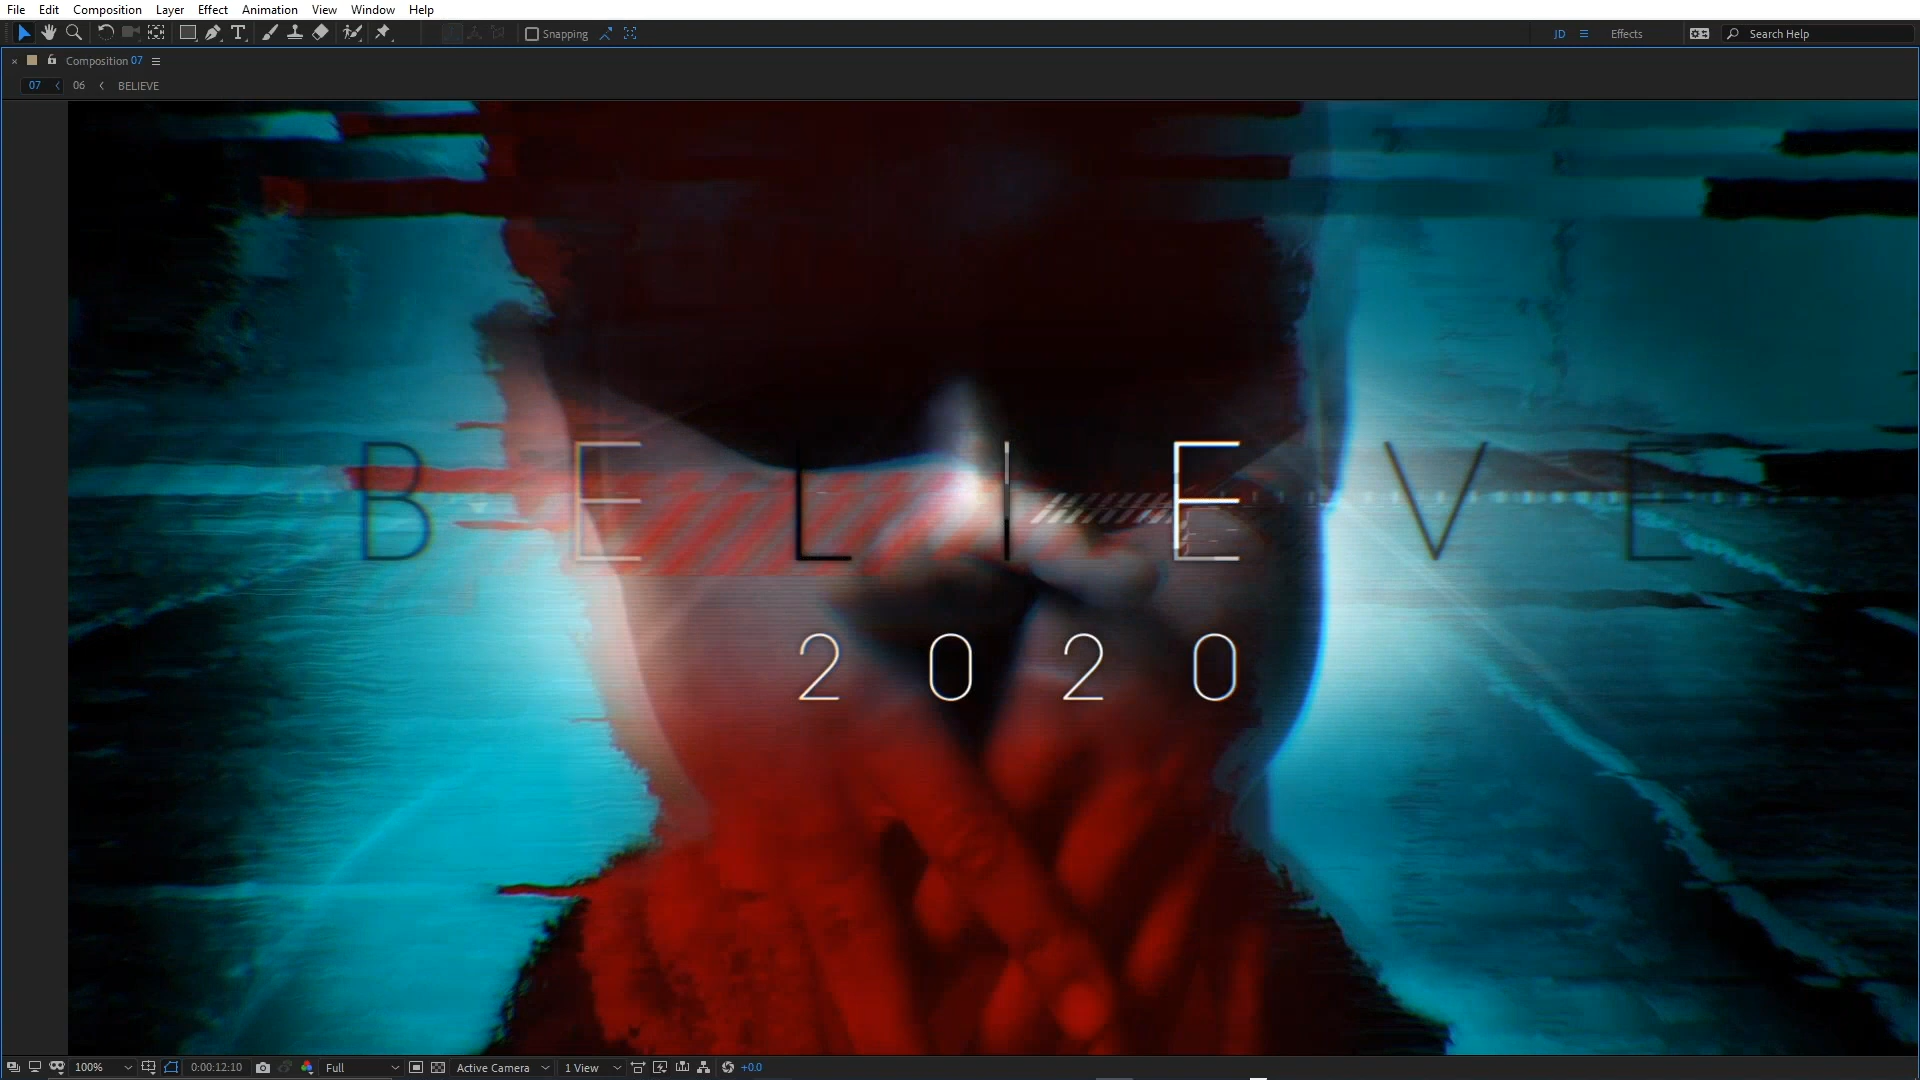 File Edit Composition Layer Effect Animation View Window Help
Snapping JD Effects Search Help
Composition 07
07 06 BELIEVE
BELIEVE
2020
100% 0:00:12:10 Full Active Camera 1 View +0.0